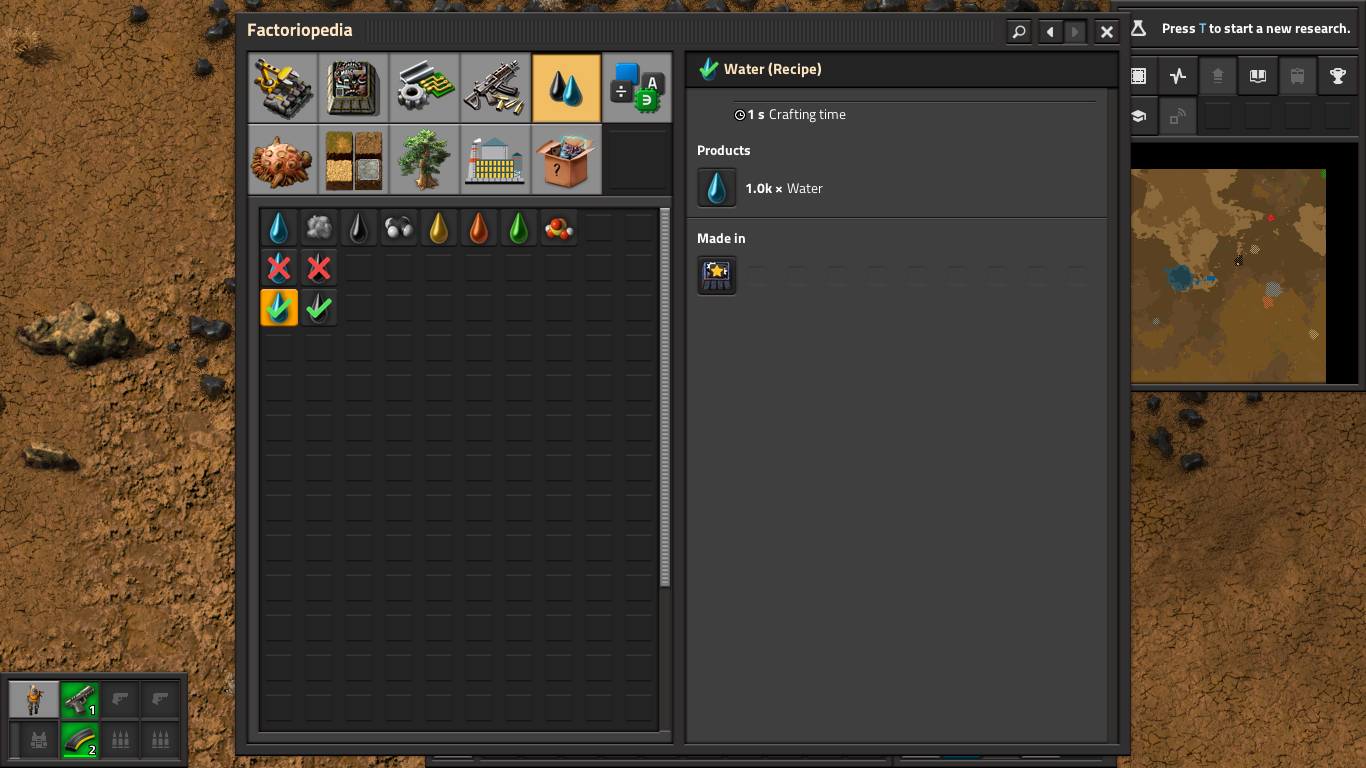 Factoriopedia
Water (Recipe)
1 s Crafting time
Products
1.0k × Water
Made in
Press T to start a new research.
A
?
1
2